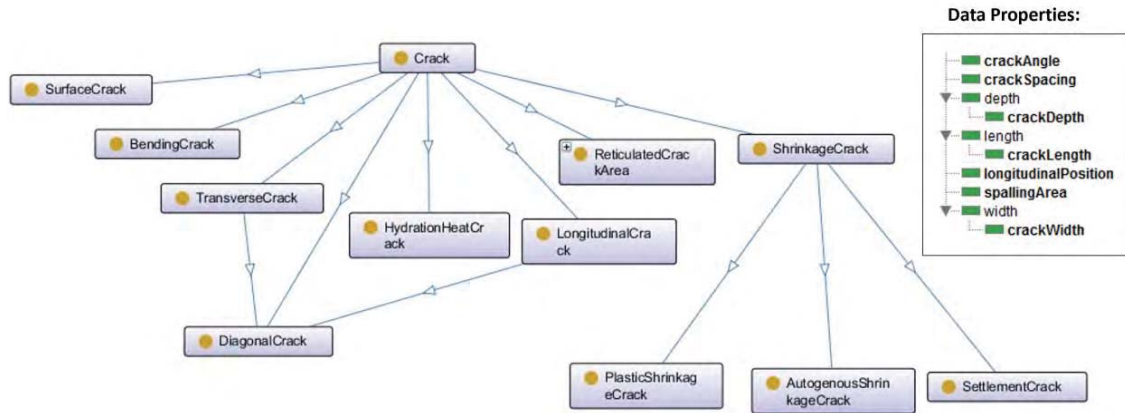 Data Properties:
Crack
SurfaceCrack
BendingCrack
TransverseCrack
HydrationHeatCr
ack
LongitudinalCra
ck
ReticulatedCrac
kArea
ShrinkageCrack
DiagonalCrack
PlasticShrinkag
eCrack
AutogenousShrin
kageCrack
SettlementCrack
crackAngle
crackSpacing
depth
crackDepth
length
crackLength
longitudinalPosition
spallingArea
width
crackWidth